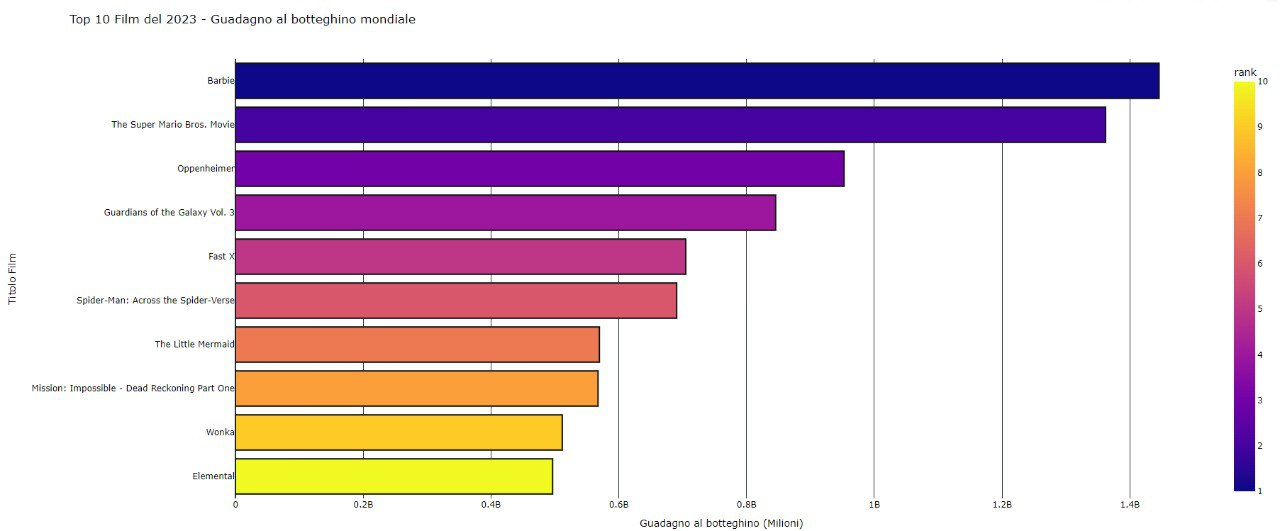 Top 10 Film del 2023 - Guadagno al botteghino mondiale
rank
Titolo Film
Barbie
The Super Mario Bros. Movie
Oppenheimer
Guardians of the Galaxy Vol. 3
Fast X
Spider-Man: Across the Spider-Verse
The Little Mermaid
Mission: Impossible - Dead Reckoning Part One
Wonka
Elemental
0 0.2B 0.4B 0.6B 0.8B 1B 1.2B 1.4B
Guadagno al botteghino (Milioni)
10
9
8
7
6
5
4
3
2
1